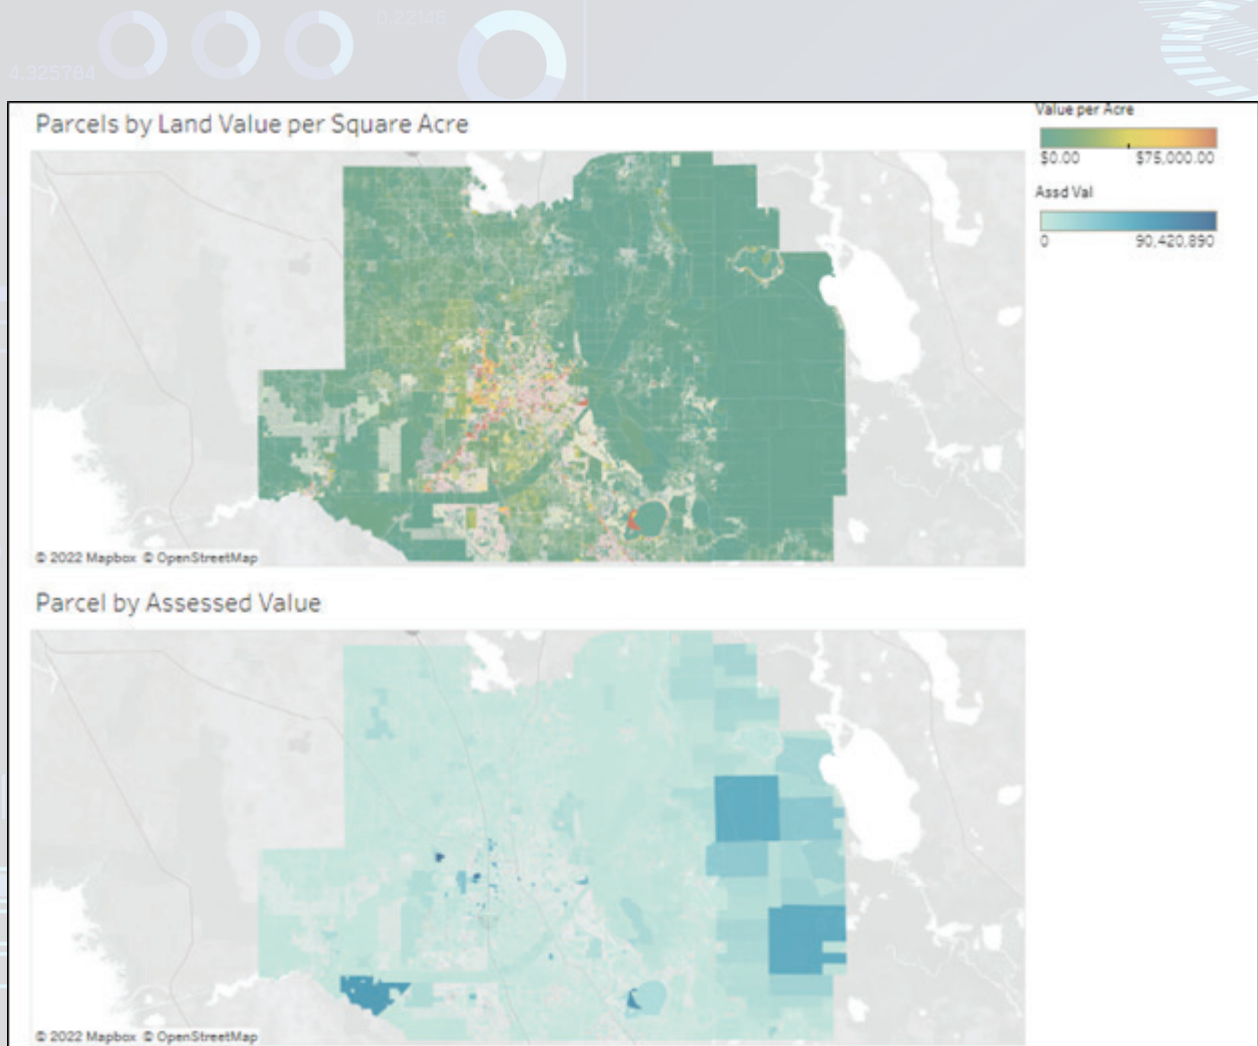 0.22146
4.325784
Parcels by Land Value per Square Acre
Value per Acre
$0.00 $75,000.00
Assd Val
0 90,420,890
© 2022 Mapbox © OpenStreetMap
Parcel by Assessed Value
© 2022 Mapbox © OpenStreetMap